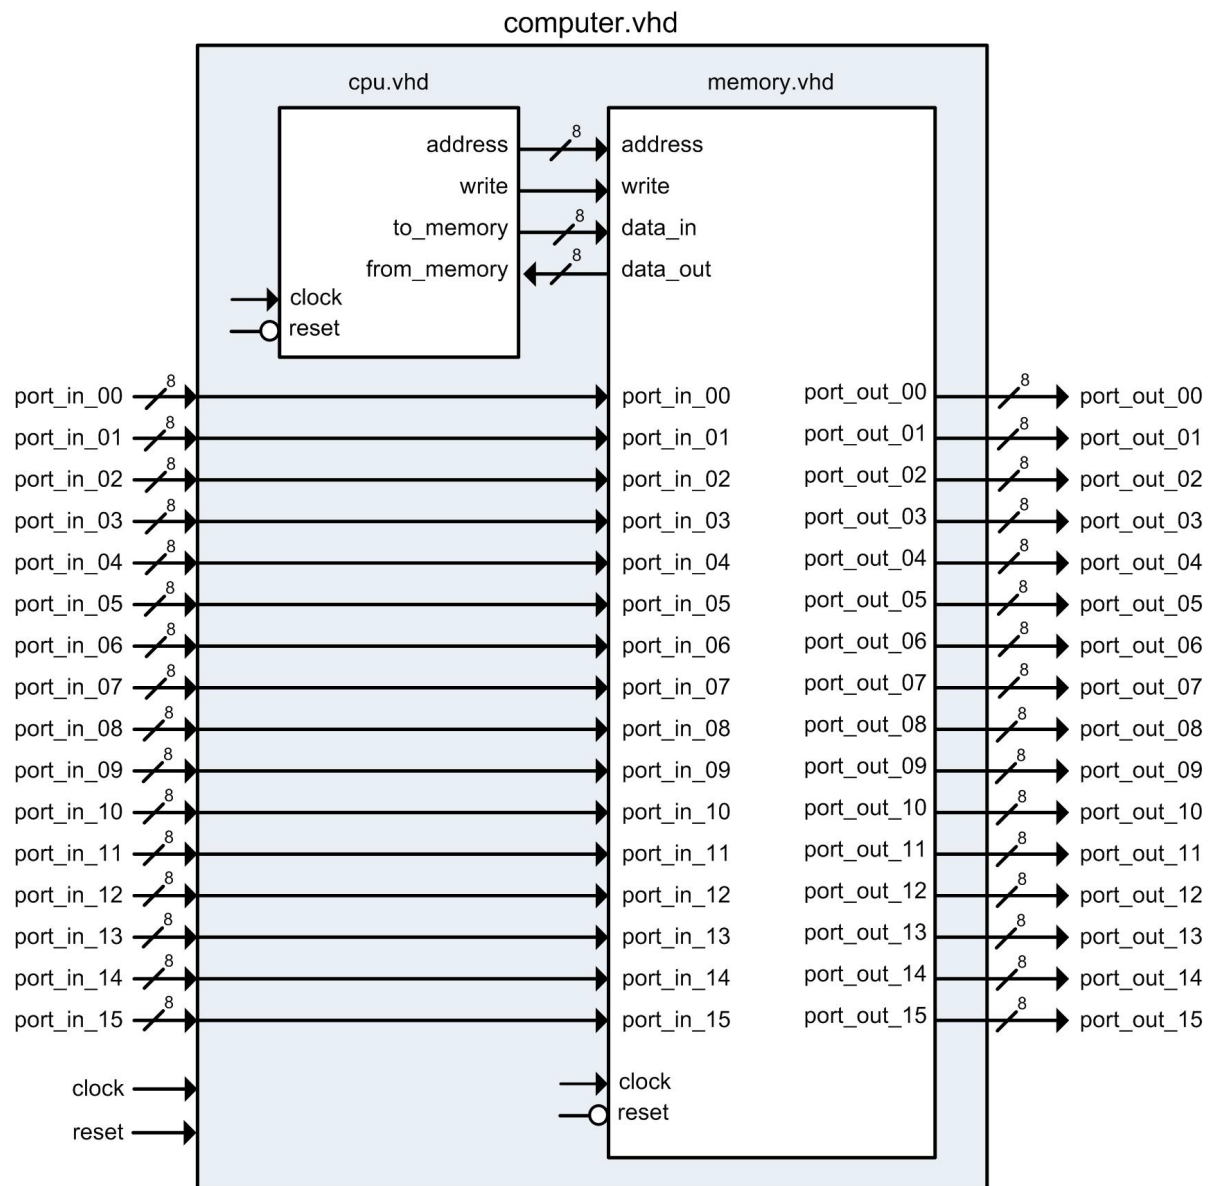 computer.vhd
cpu.vhd memory.vhd
address 8 address
write write
to_memory 8 data_in
from_memory 8 data_out
clock
reset
port_in_00 8 port_in_00 port_out_00 8 port_out_00
port_in_01 8 port_in_01 port_out_01 8 port_out_01
port_in_02 8 port_in_02 port_out_02 8 port_out_02
port_in_03 8 port_in_03 port_out_03 8 port_out_03
port_in_04 8 port_in_04 port_out_04 8 port_out_04
port_in_05 8 port_in_05 port_out_05 8 port_out_05
port_in_06 8 port_in_06 port_out_06 8 port_out_06
port_in_07 8 port_in_07 port_out_07 8 port_out_07
port_in_08 8 port_in_08 port_out_08 8 port_out_08
port_in_09 8 port_in_09 port_out_09 8 port_out_09
port_in_10 8 port_in_10 port_out_10 8 port_out_10
port_in_11 8 port_in_11 port_out_11 8 port_out_11
port_in_12 8 port_in_12 port_out_12 8 port_out_12
port_in_13 8 port_in_13 port_out_13 8 port_out_13
port_in_14 8 port_in_14 port_out_14 8 port_out_14
port_in_15 8 port_in_15 port_out_15 8 port_out_15
clock clock
reset reset